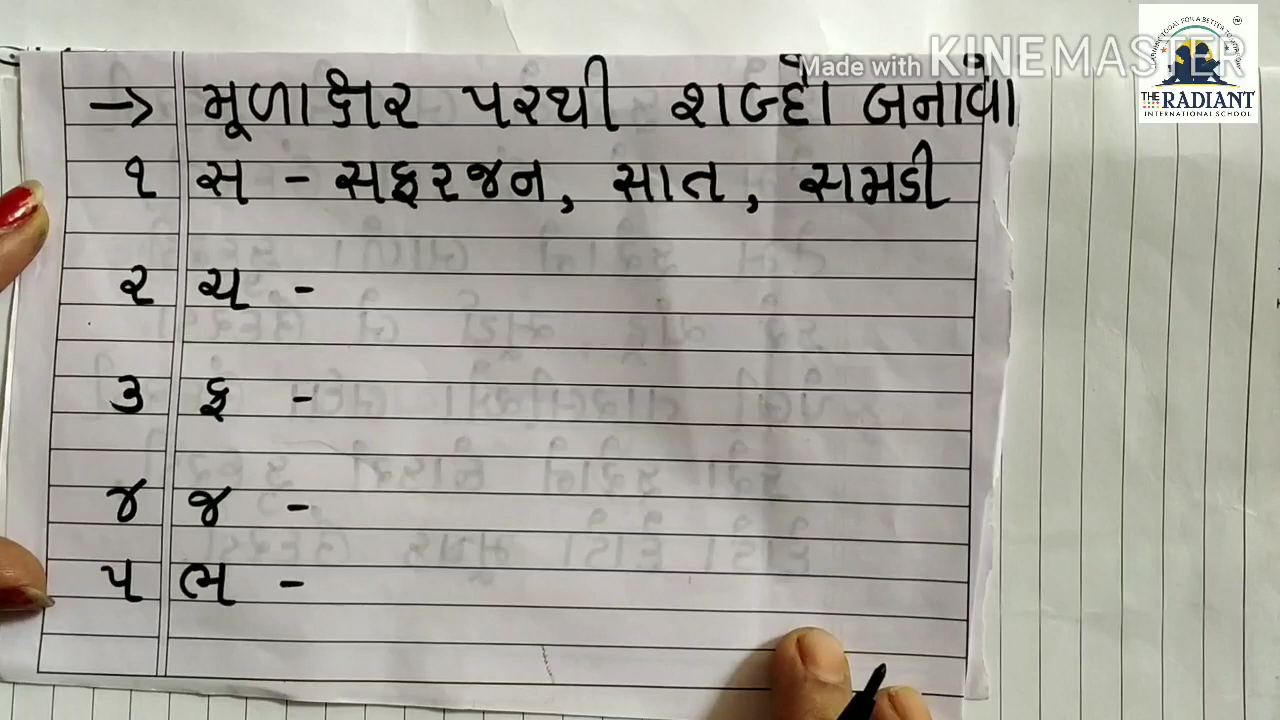 Made with KINEMASTER
THE RADIANT
INTERNATIONAL SCHOOL
→ મૂળાક્ષર પરથી શબ્દો બનાવો
૧ સ - સફરજન, સાત, સમડી
૨ ચ -
૩ ફ -
૪ જ -
૫ ભ -